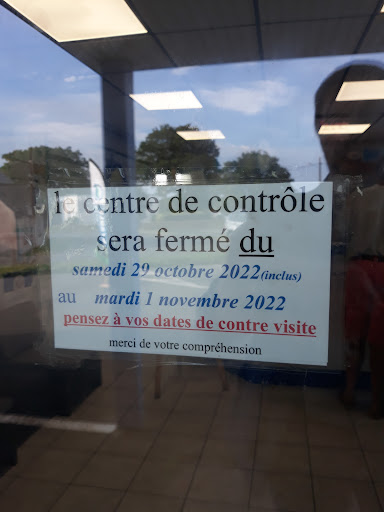 le centre de contrôle
sera fermé du
samedi 29 octobre 2022(inclus)
au mardi 1 novembre 2022
pensez à vos dates de contre visite
merci de votre compréhension